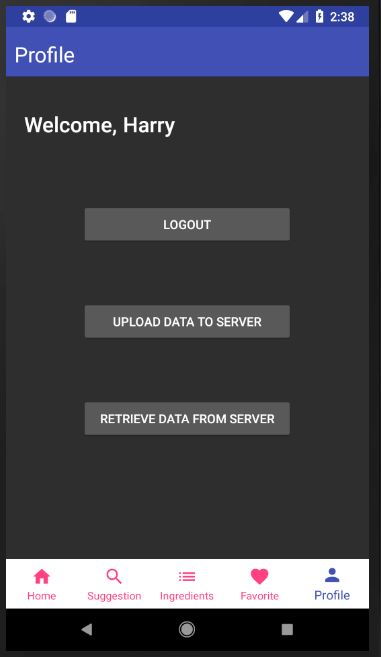 2:38
Profile
Welcome, Harry
LOGOUT
UPLOAD DATA TO SERVER
RETRIEVE DATA FROM SERVER
Home Suggestion Ingredients Favorite Profile